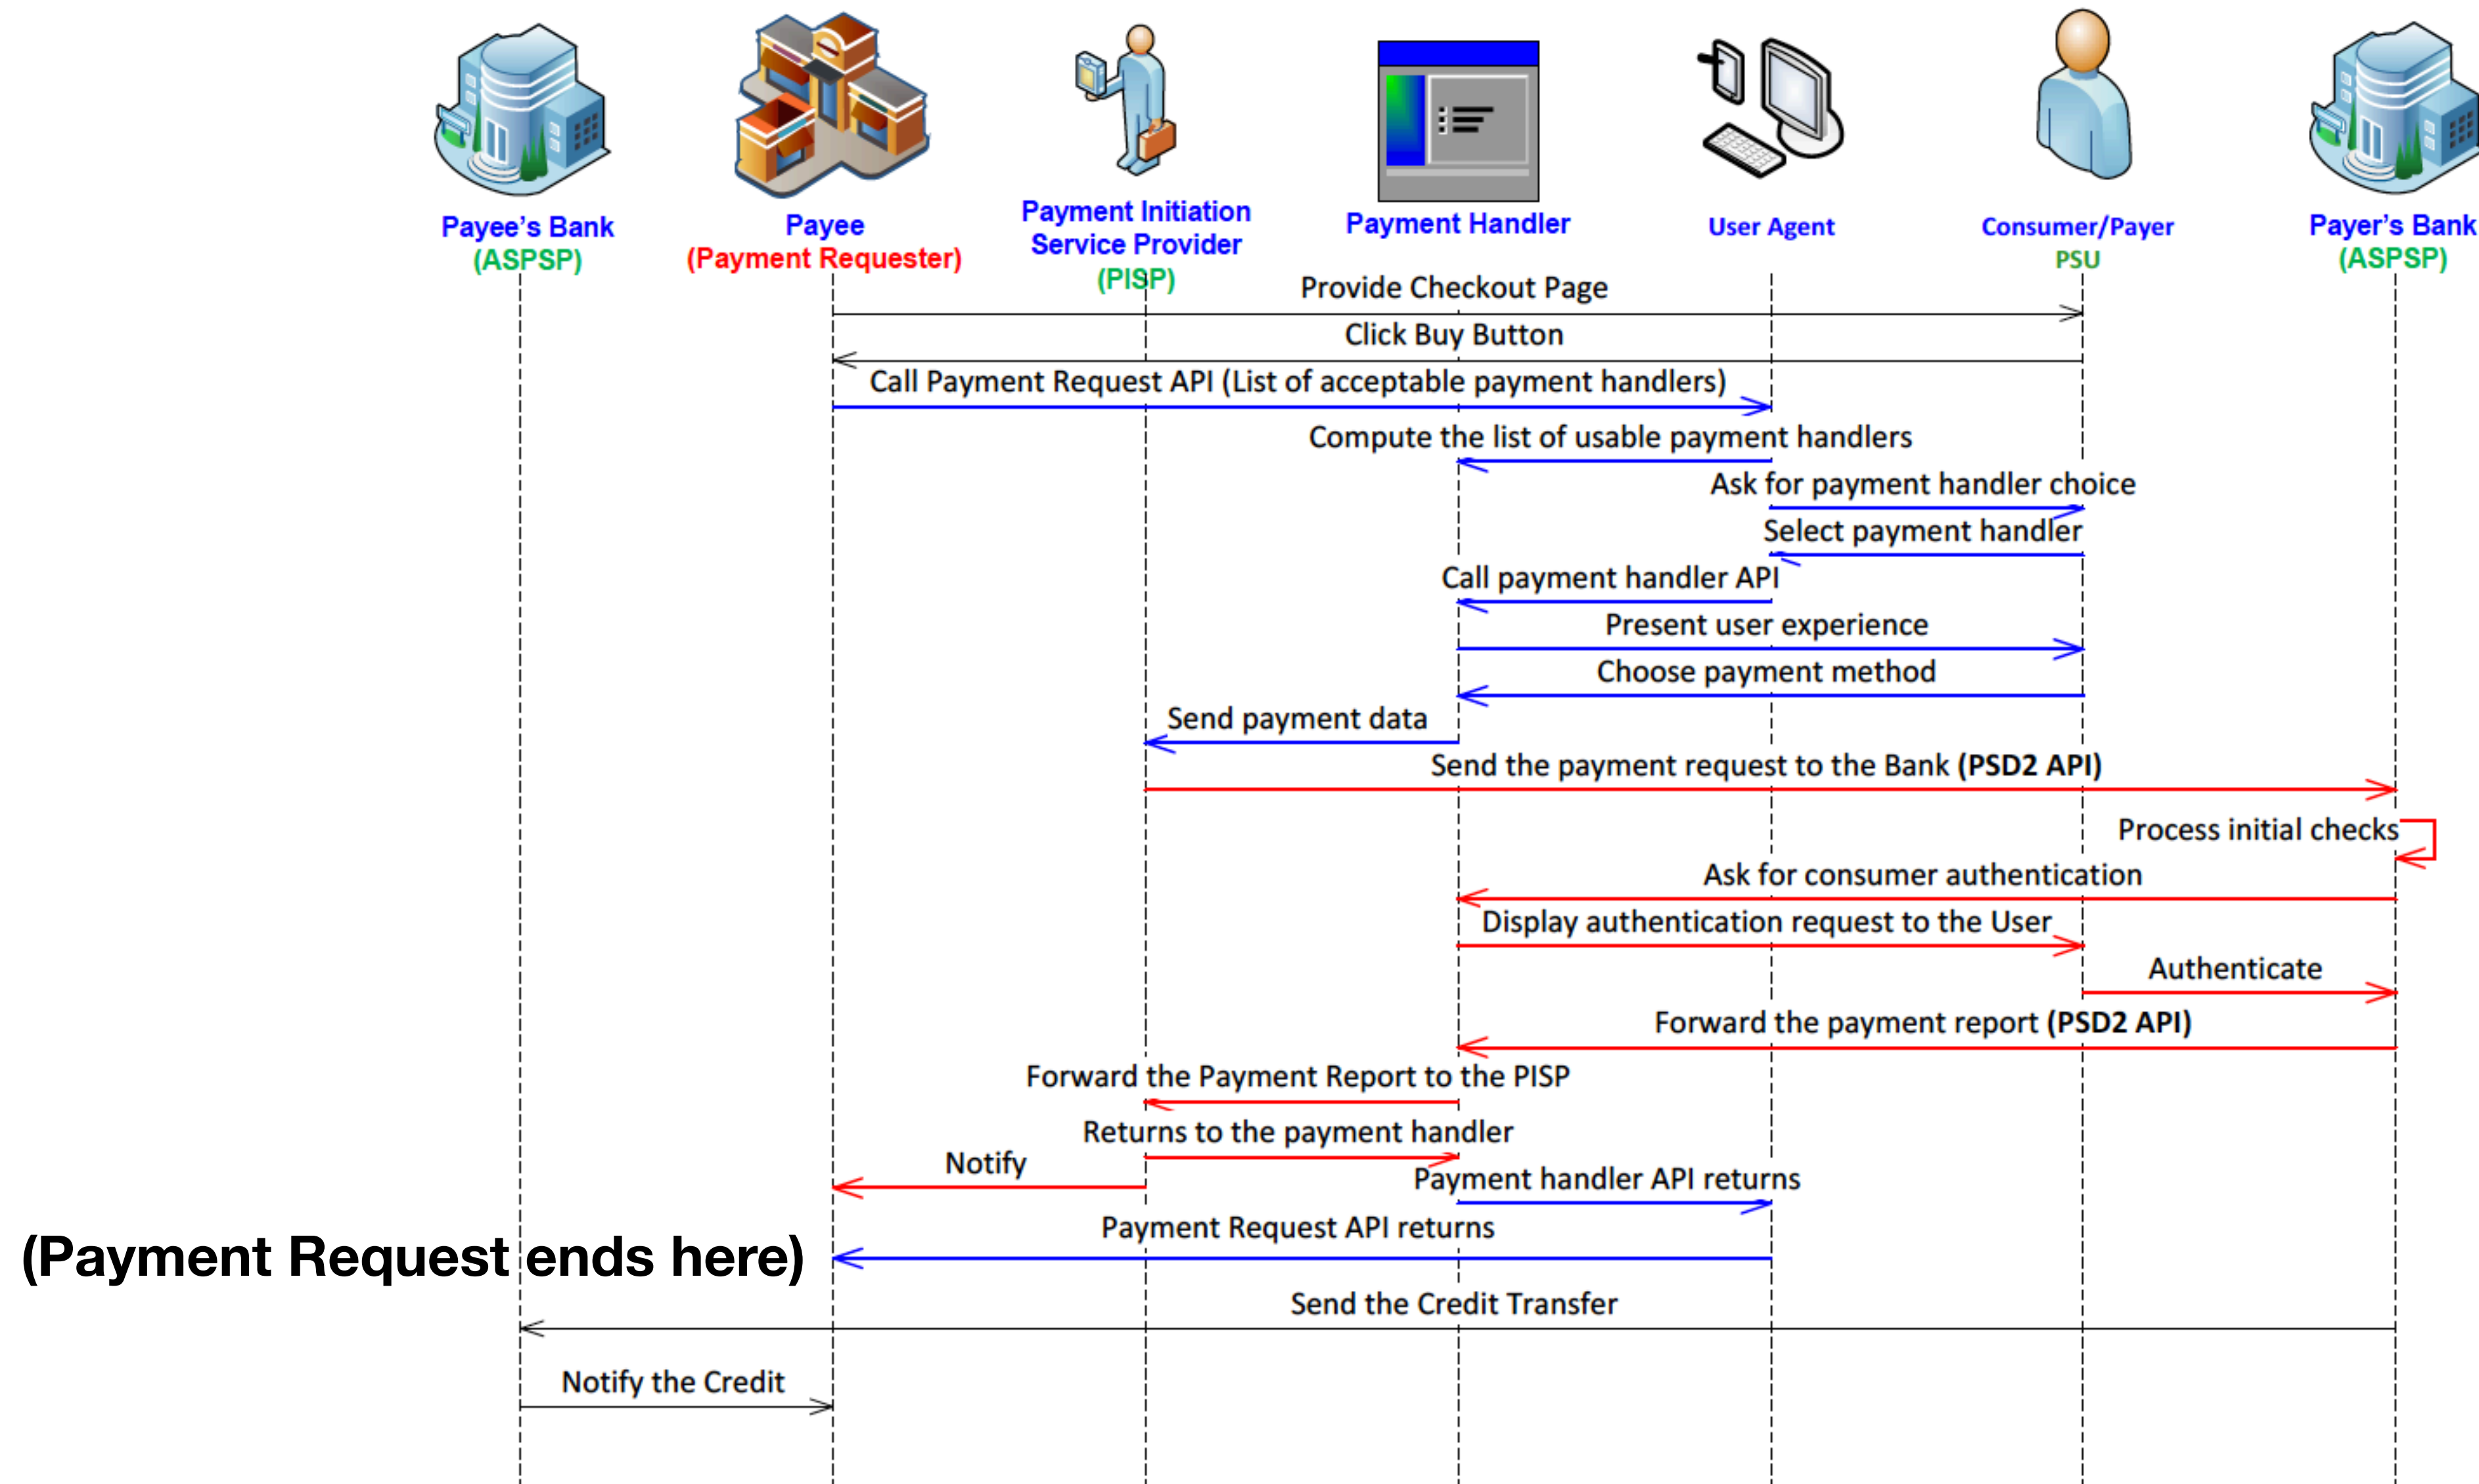 Payee's Bank
(ASPSP)
Payee
(Payment Requester)
Payment Initiation
Service Provider
(PISP)
Payment Handler
User Agent
Consumer/Payer
PSU
Payer's Bank
(ASPSP)
Provide Checkout Page
Click Buy Button
Call Payment Request API (List of acceptable payment handlers)
Compute the list of usable payment handlers
Ask for payment handler choice
Select payment handler
Call payment handler API
Present user experience
Choose payment method
Send payment data
Send the payment request to the Bank (PSD2 API)
Process initial checks
Ask for consumer authentication
Display authentication request to the User
Authenticate
Forward the payment report (PSD2 API)
Forward the Payment Report to the PISP
Returns to the payment handler
Notify
Payment handler API returns
Payment Request API returns
(Payment Request ends here)
Send the Credit Transfer
Notify the Credit